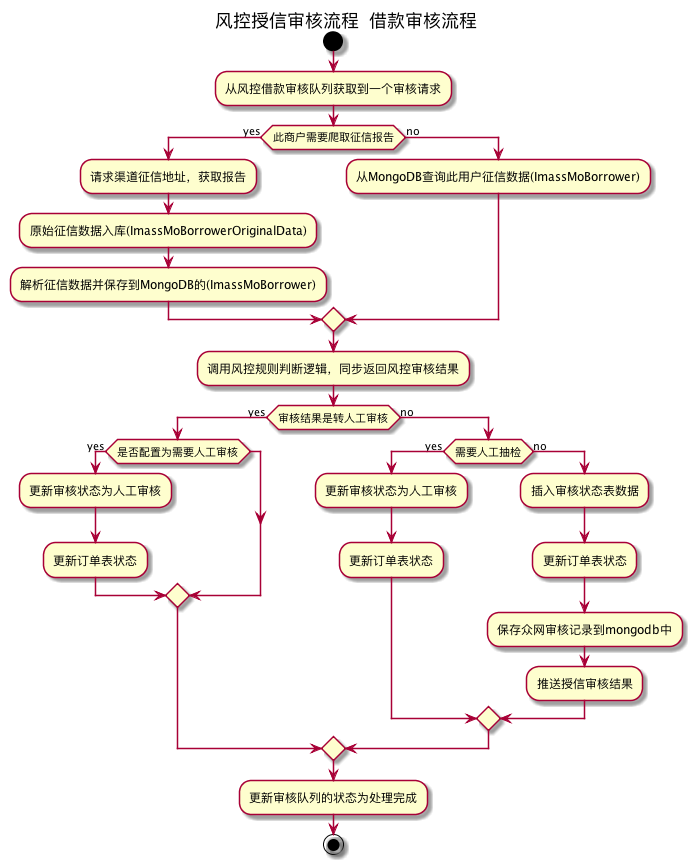 风控授信审核流程 借款审核流程
从风控借款审核队列获取到一个审核请求
yes
此商户需要爬取征信报告
no
请求渠道征信地址，获取报告
从MongoDB查询此用户征信数据(ImassMoBorrower)
原始征信数据入库(ImassMoBorrowerOriginalData)
解析征信数据并保存到MongoDB的(ImassMoBorrower)
调用风控规则判断逻辑，同步返回风控审核结果
yes
审核结果是转人工审核
no
yes
是否配置为需要人工审核
yes
需要人工抽检
no
更新审核状态为人工审核
更新审核状态为人工审核
插入审核状态表数据
更新订单表状态
更新订单表状态
更新订单表状态
保存众网审核记录到mongodb中
推送授信审核结果
更新审核队列的状态为处理完成